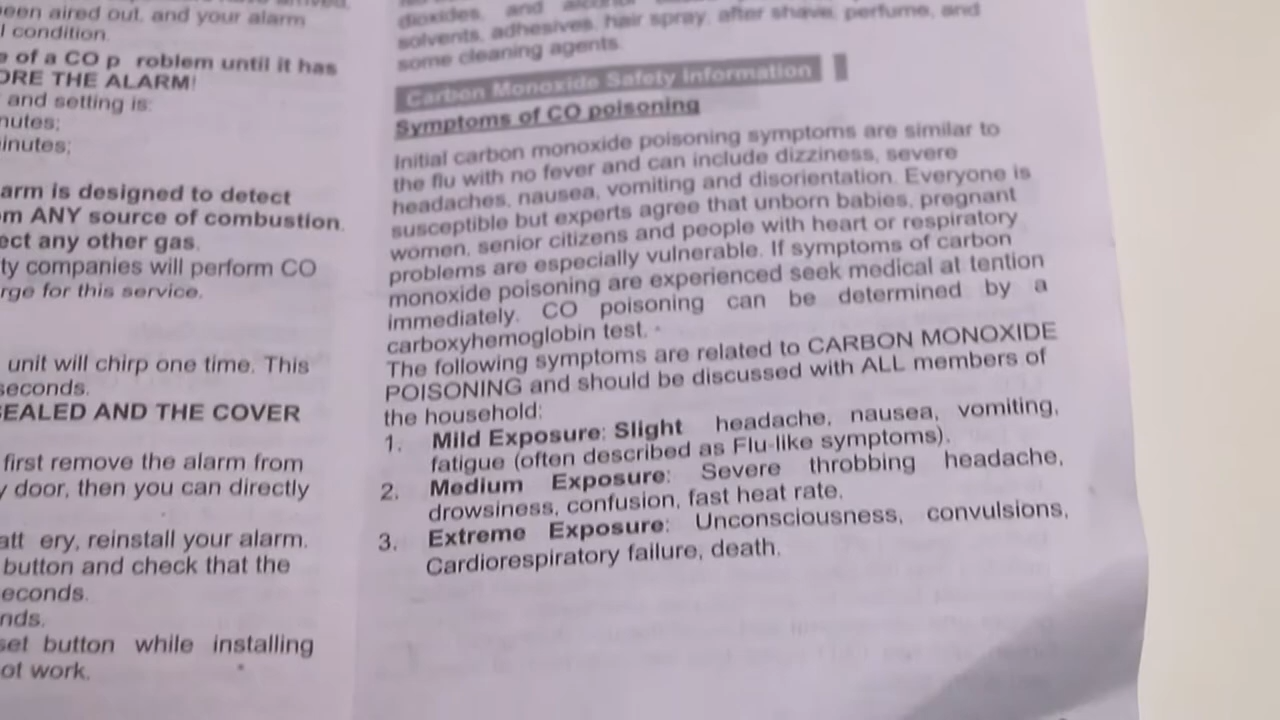 been aired out, and your alarm
l condition.
e of a CO p roblem until it has
ORE THE ALARM!
and setting is:
nutes;
inutes;
arm is designed to detect
om ANY source of combustion.
ect any other gas.
ty companies will perform CO
rge for this service.
unit will chirp one time. This
seconds.
SEALED AND THE COVER
first remove the alarm from
y door, then you can directly
att ery, reinstall your alarm.
button and check that the
econds.
nds.
set button while installing
ot work.
dioxides, and
solvents, adhesives, hair spray, after shave, perfume, and
some cleaning agents.
Carbon Monoxide Safety Information
Symptoms of CO poisoning
Initial carbon monoxide poisoning symptoms are similar to
the flu with no fever and can include dizziness, severe
headaches, nausea, vomiting and disorientation. Everyone is
susceptible but experts agree that unborn babies, pregnant
women, senior citizens and people with heart or respiratory
problems are especially vulnerable. If symptoms of carbon
monoxide poisoning are experienced seek medical at tention
immediately. CO poisoning can be determined by a
carboxyhemoglobin test.
The following symptoms are related to CARBON MONOXIDE
POISONING and should be discussed with ALL members of
the household:
1. Mild Exposure: Slight headache, nausea, vomiting,
fatigue (often described as Flu-like symptoms).
2. Medium Exposure: Severe throbbing headache,
drowsiness, confusion, fast heat rate.
3. Extreme Exposure: Unconsciousness, convulsions,
Cardiorespiratory failure, death.